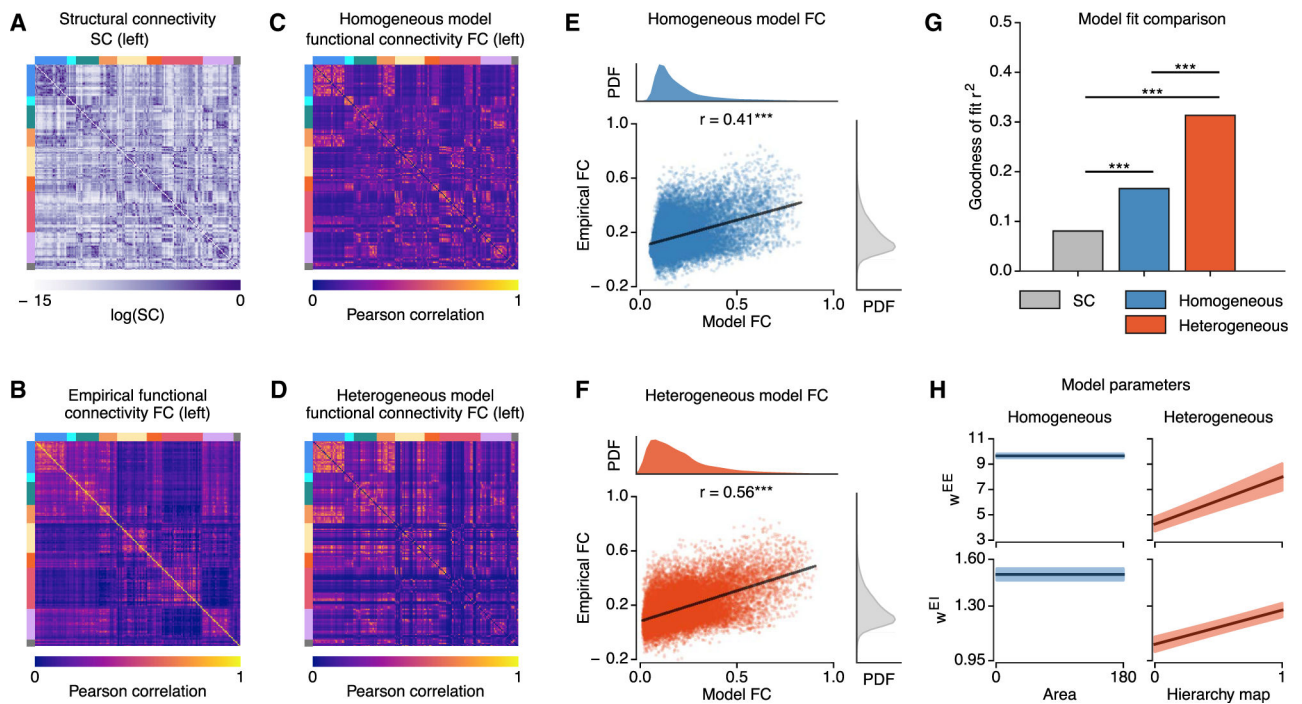 A
Structural connectivity
SC (left)
− 15
0
log(SC)
B
Empirical functional
connectivity FC (left)
0
1
Pearson correlation
C
Homogeneous model
functional connectivity FC (left)
0
1
Pearson correlation
D
Heterogeneous model
functional connectivity FC (left)
0
1
Pearson correlation
E
Homogeneous model FC
PDF
r = 0.41***
1.0
0.6
0.2
− 0.2
Empirical FC
0.0
0.5
1.0
Model FC
PDF
F
Heterogeneous model FC
PDF
r = 0.56***
1.0
0.6
0.2
− 0.2
Empirical FC
0.0
0.5
1.0
Model FC
PDF
G
Model fit comparison
0.5
0.4
0.3
0.2
0.1
0.0
Goodness of fit r²
***
***
***
SC
Homogeneous
Heterogeneous
H
Model parameters
Homogeneous
Heterogeneous
11
9
7
5
3
w^EE
1.60
1.30
0.95
w^EI
0
180
Area
0
1
Hierarchy map